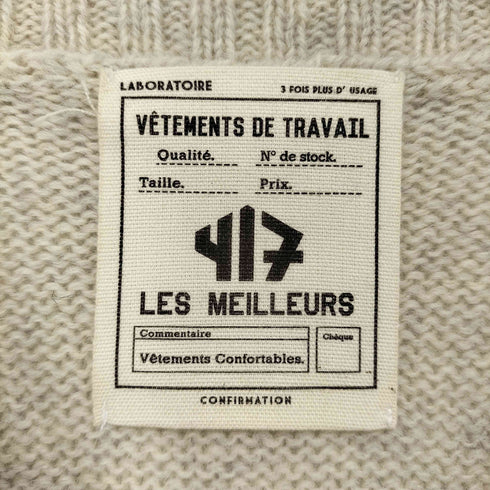 LABORATOIRE 3 FOIS PLUS D' USAGE
VÊTEMENTS DE TRAVAIL
Qualité. N° de stock.
Taille. Prix.
417
LES MEILLEURS
Commentaire Chèque
Vêtements Confortables.
CONFIRMATION